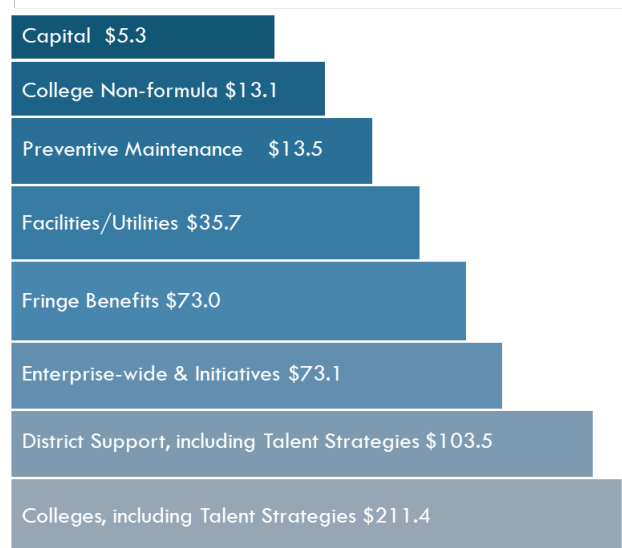 Capital $5.3
College Non-formula $13.1
Preventive Maintenance $13.5
Facilities/Utilities $35.7
Fringe Benefits $73.0
Enterprise-wide & Initiatives $73.1
District Support, including Talent Strategies $103.5
Colleges, including Talent Strategies $211.4